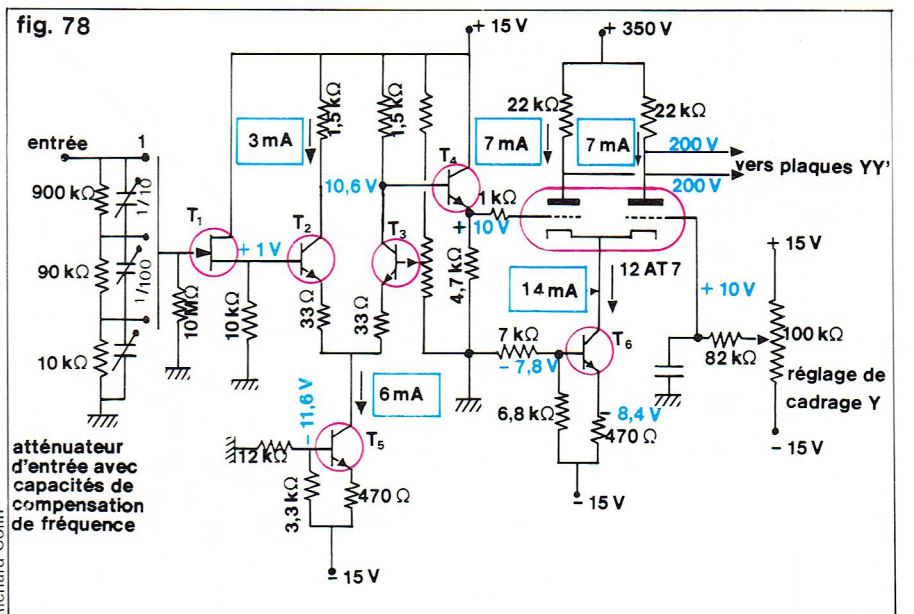 fig. 78
+ 15 V
+ 350 V
entrée
1
1/10
1/100
900 kΩ
90 kΩ
10 kΩ
T1
10 MΩ
+ 1 V
10 kΩ
3 mA
1,5 kΩ
T2
33 Ω
1,5 kΩ
10,6 V
T3
33 Ω
T4
1 kΩ
+ 10 V
4,7 kΩ
22 kΩ
22 kΩ
7 mA
7 mA
200 V
200 V
vers plaques YY'
12 AT 7
14 mA
+ 10 V
+ 15 V
100 kΩ
82 kΩ
réglage de
cadrage Y
- 15 V
7 kΩ
- 7,8 V
T6
6,8 kΩ
- 8,4 V
470 Ω
- 15 V
6 mA
- 11,6 V
T5
12 kΩ
3,3 kΩ
470 Ω
- 15 V
atténuateur
d'entrée avec
capacités de
compensation
de fréquence